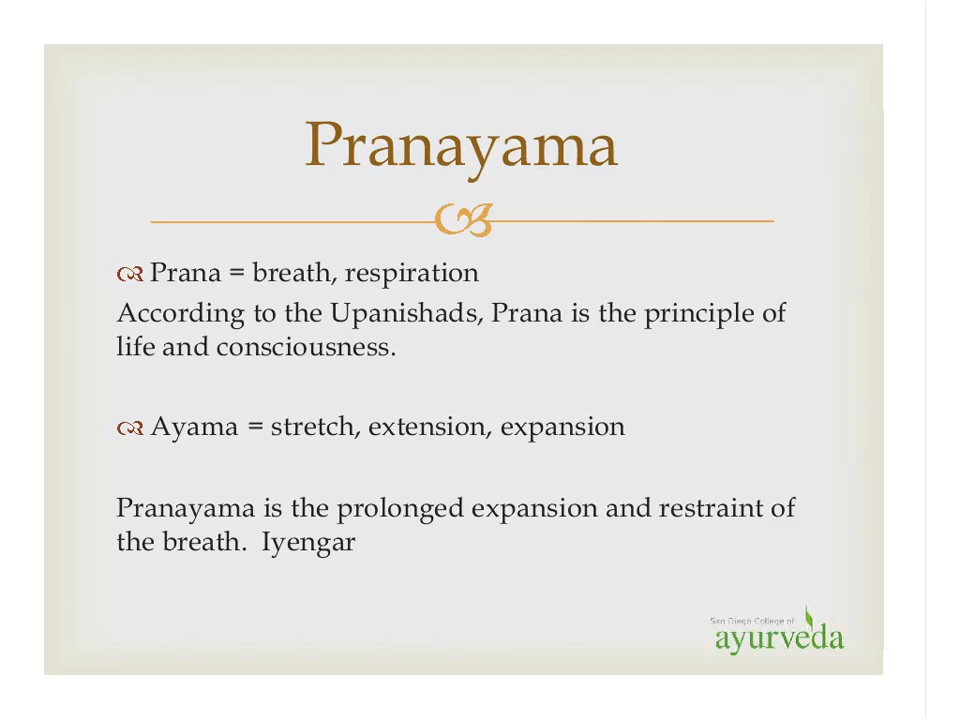 Pranayama
Prana = breath, respiration
According to the Upanishads, Prana is the principle of
life and consciousness.
Ayama = stretch, extension, expansion
Pranayama is the prolonged expansion and restraint of
the breath.  Iyengar
San Diego College of
ayurveda